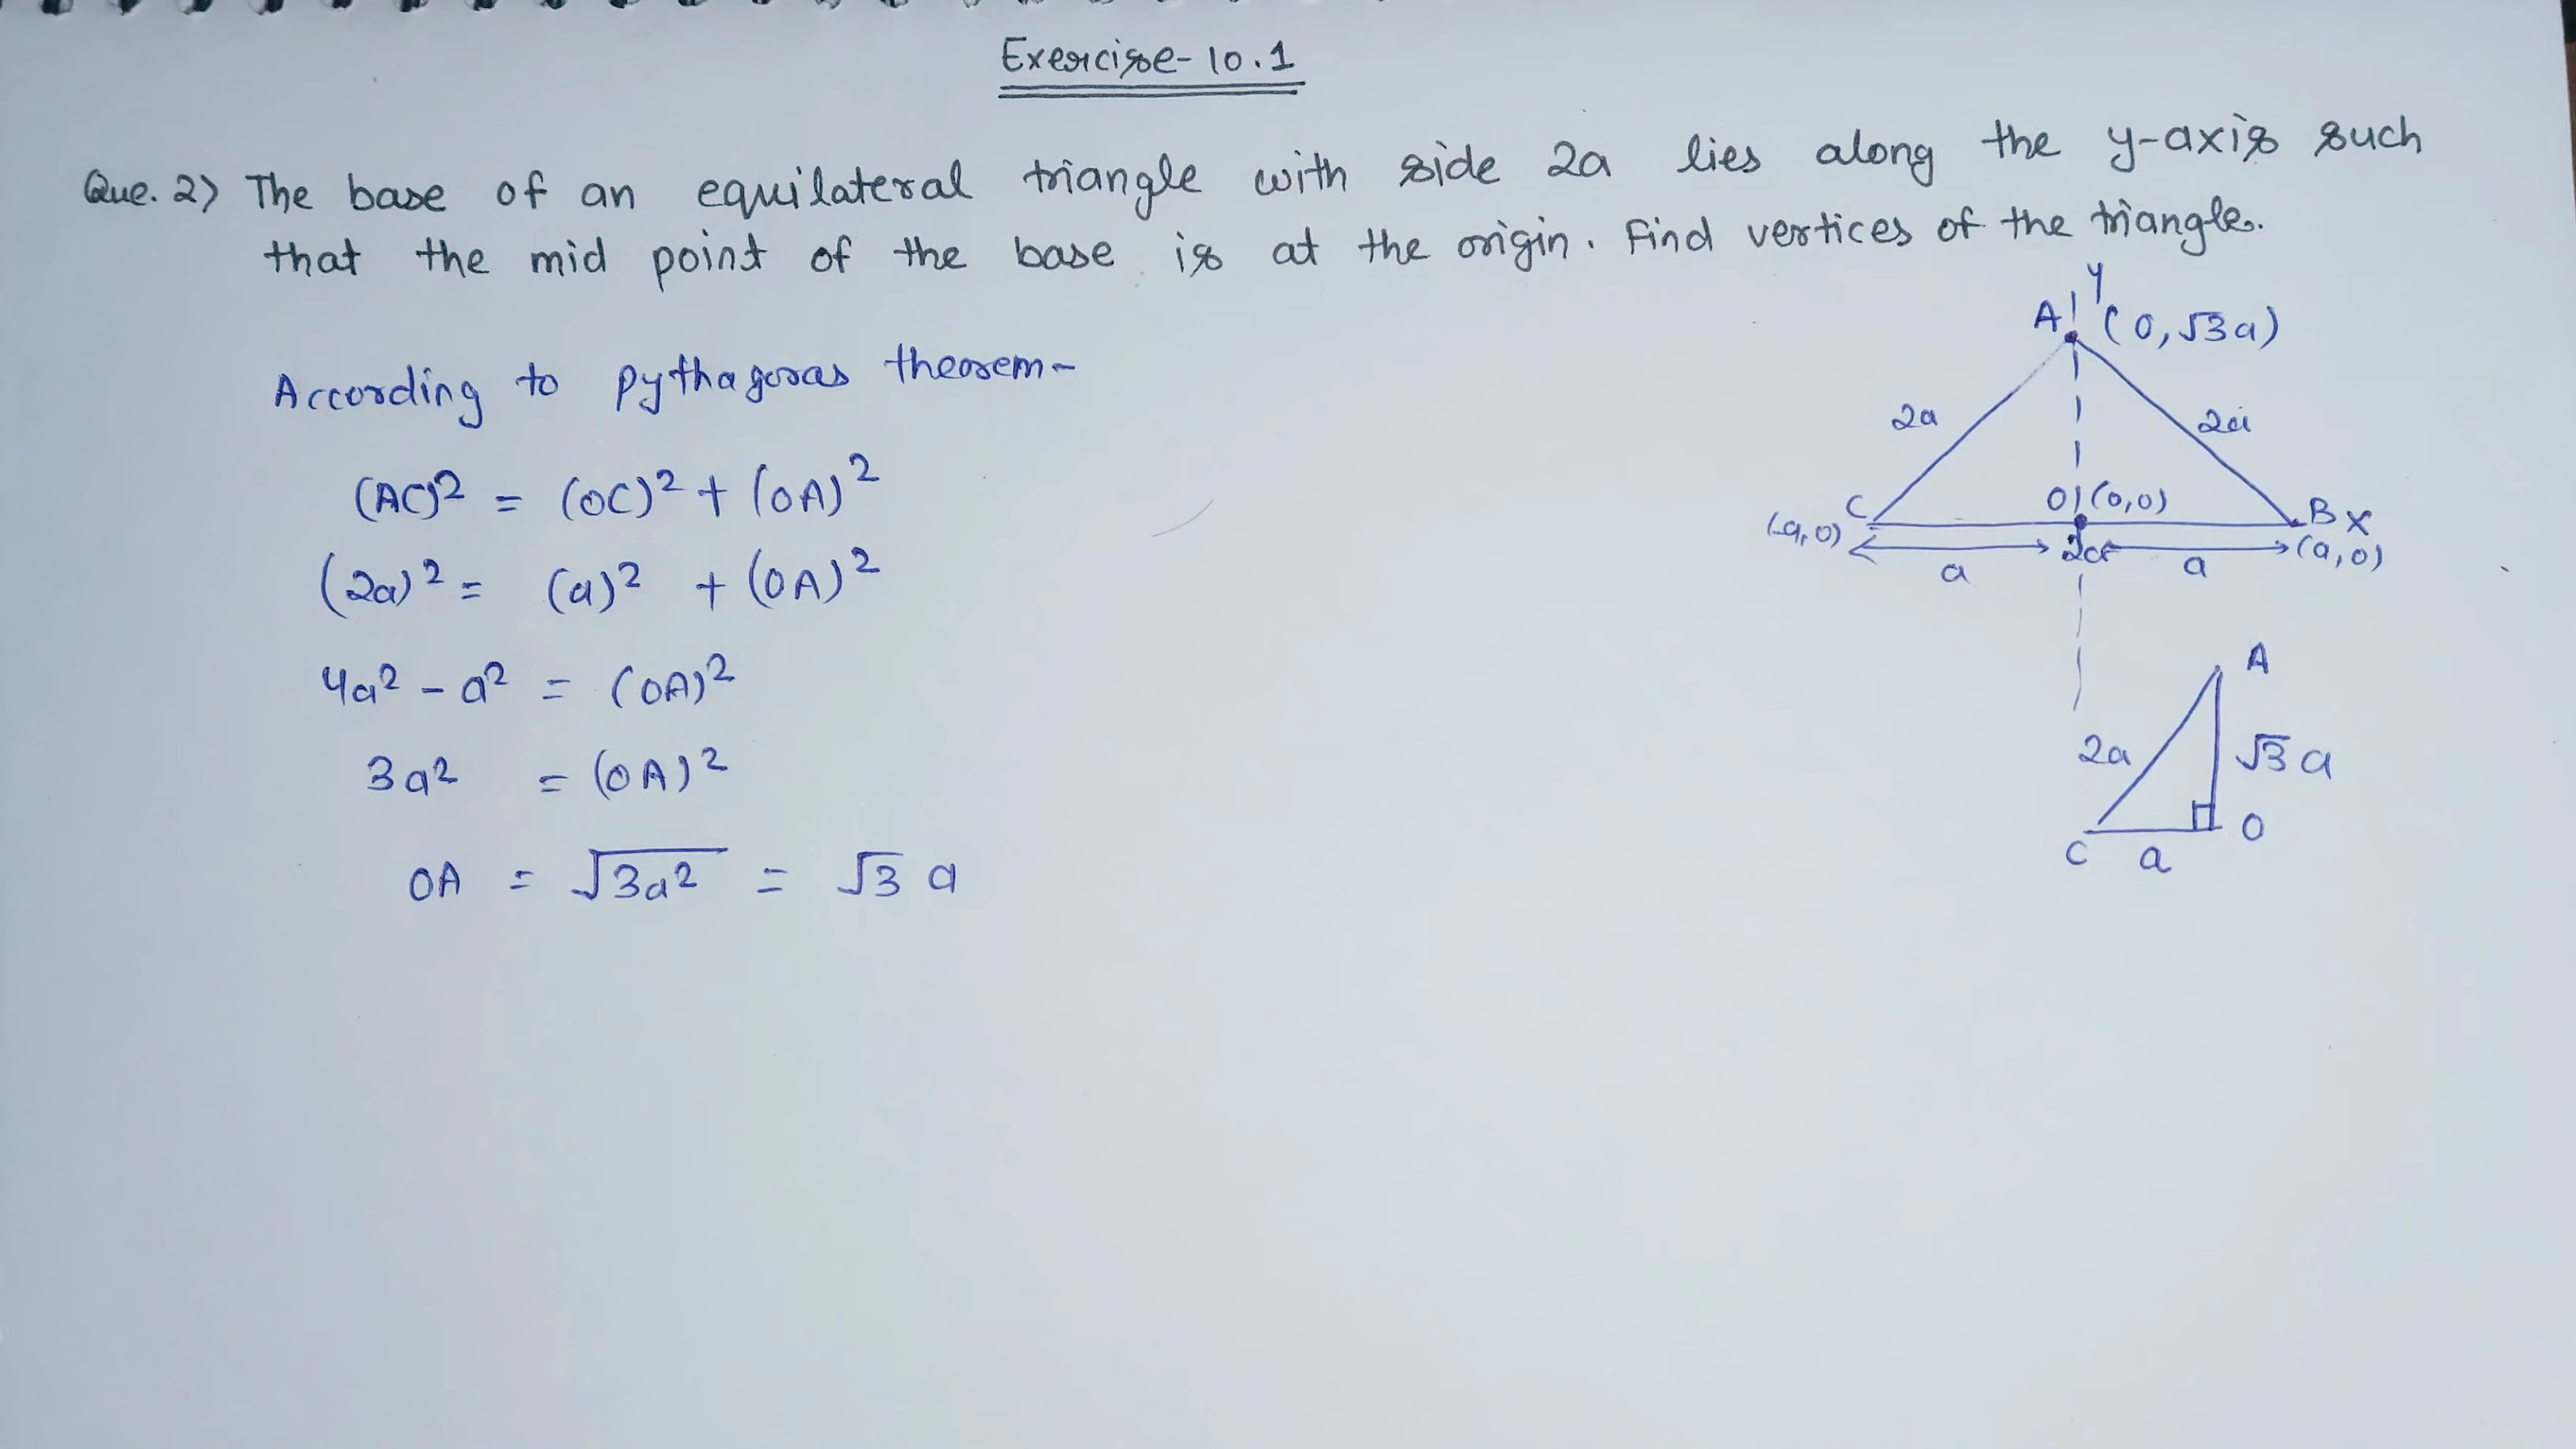 Exercise-10.1
Que. 2) The base of an equilateral triangle with side 2a lies along the y-axis such
that the mid point of the base is at the origin. Find vertices of the triangle.
According to pythagoras theorem-
(AC)² = (OC)² + (OA)²
(2a)² = (a)² + (OA)²
4a² - a² = (OA)²
3a² = (OA)²
OA = √3a² = √3 a
Y
A (0, √3a)
2a 2a
C O (0,0) B X
(-a, 0) 2a (a, 0)
a a
A
2a √3 a
C a O